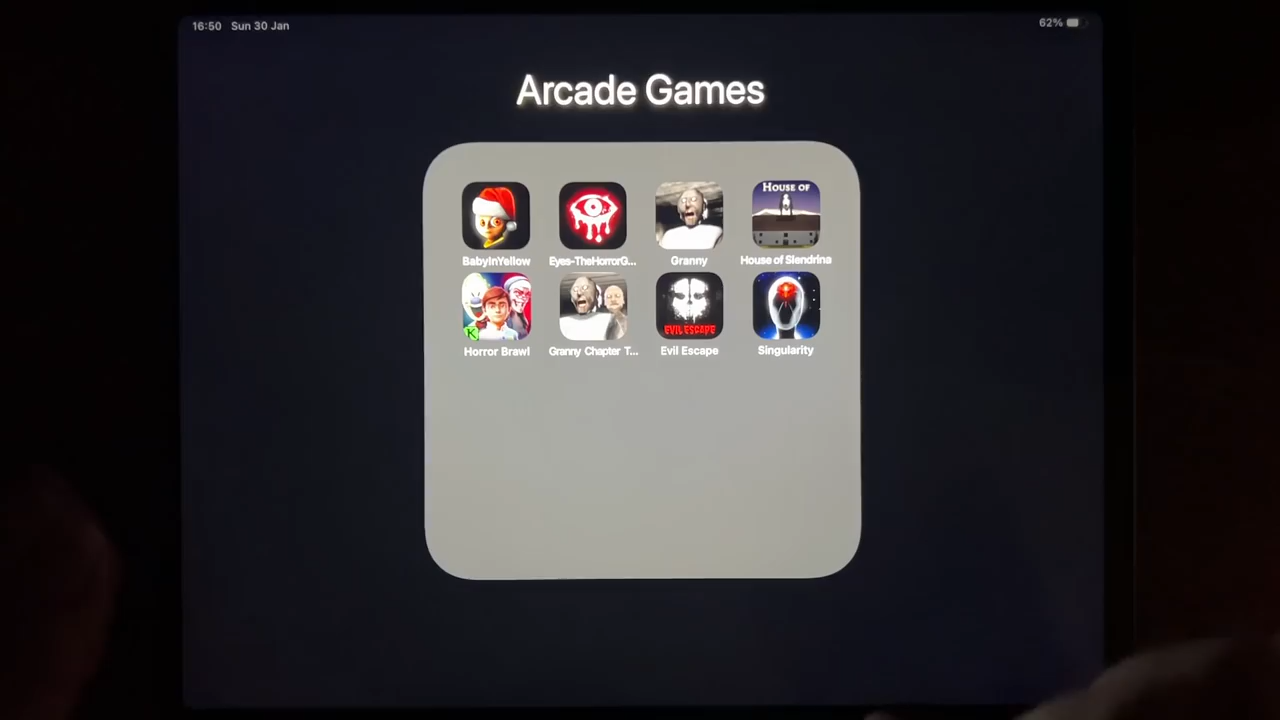 16:50 Sun 30 Jan
62%
Arcade Games
HOUSE OF
BabyInYellow
Eyes-TheHorrorG...
Granny
House of Slendrina
K
EVIL ESCAPE
Horror Brawl
Granny Chapter T...
Evil Escape
Singularity